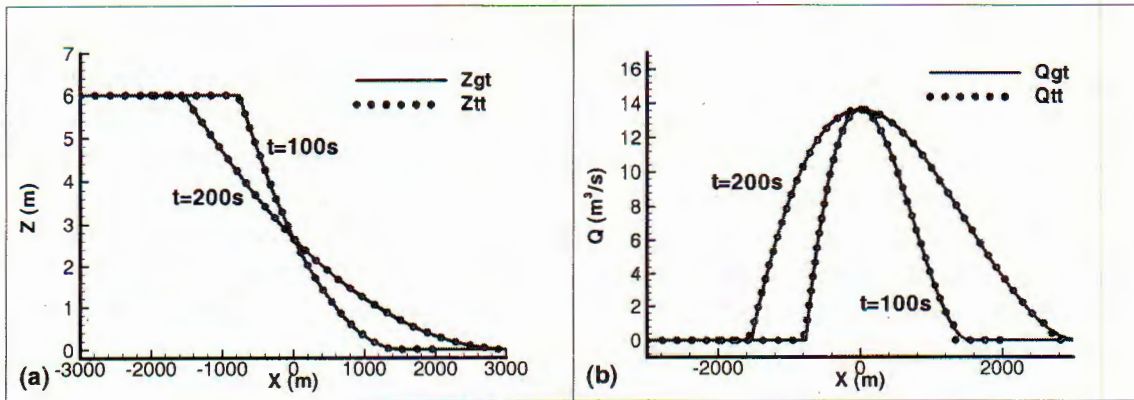 7
6
5
4
3
2
1
0
Z (m)
Zgt
Ztt
t=100s
t=200s
-3000
-2000
-1000
0
1000
2000
3000
X (m)
(a)
16
14
12
10
8
6
4
2
0
Q (m³/s)
Qgt
Qtt
t=200s
t=100s
-2000
0
2000
X (m)
(b)